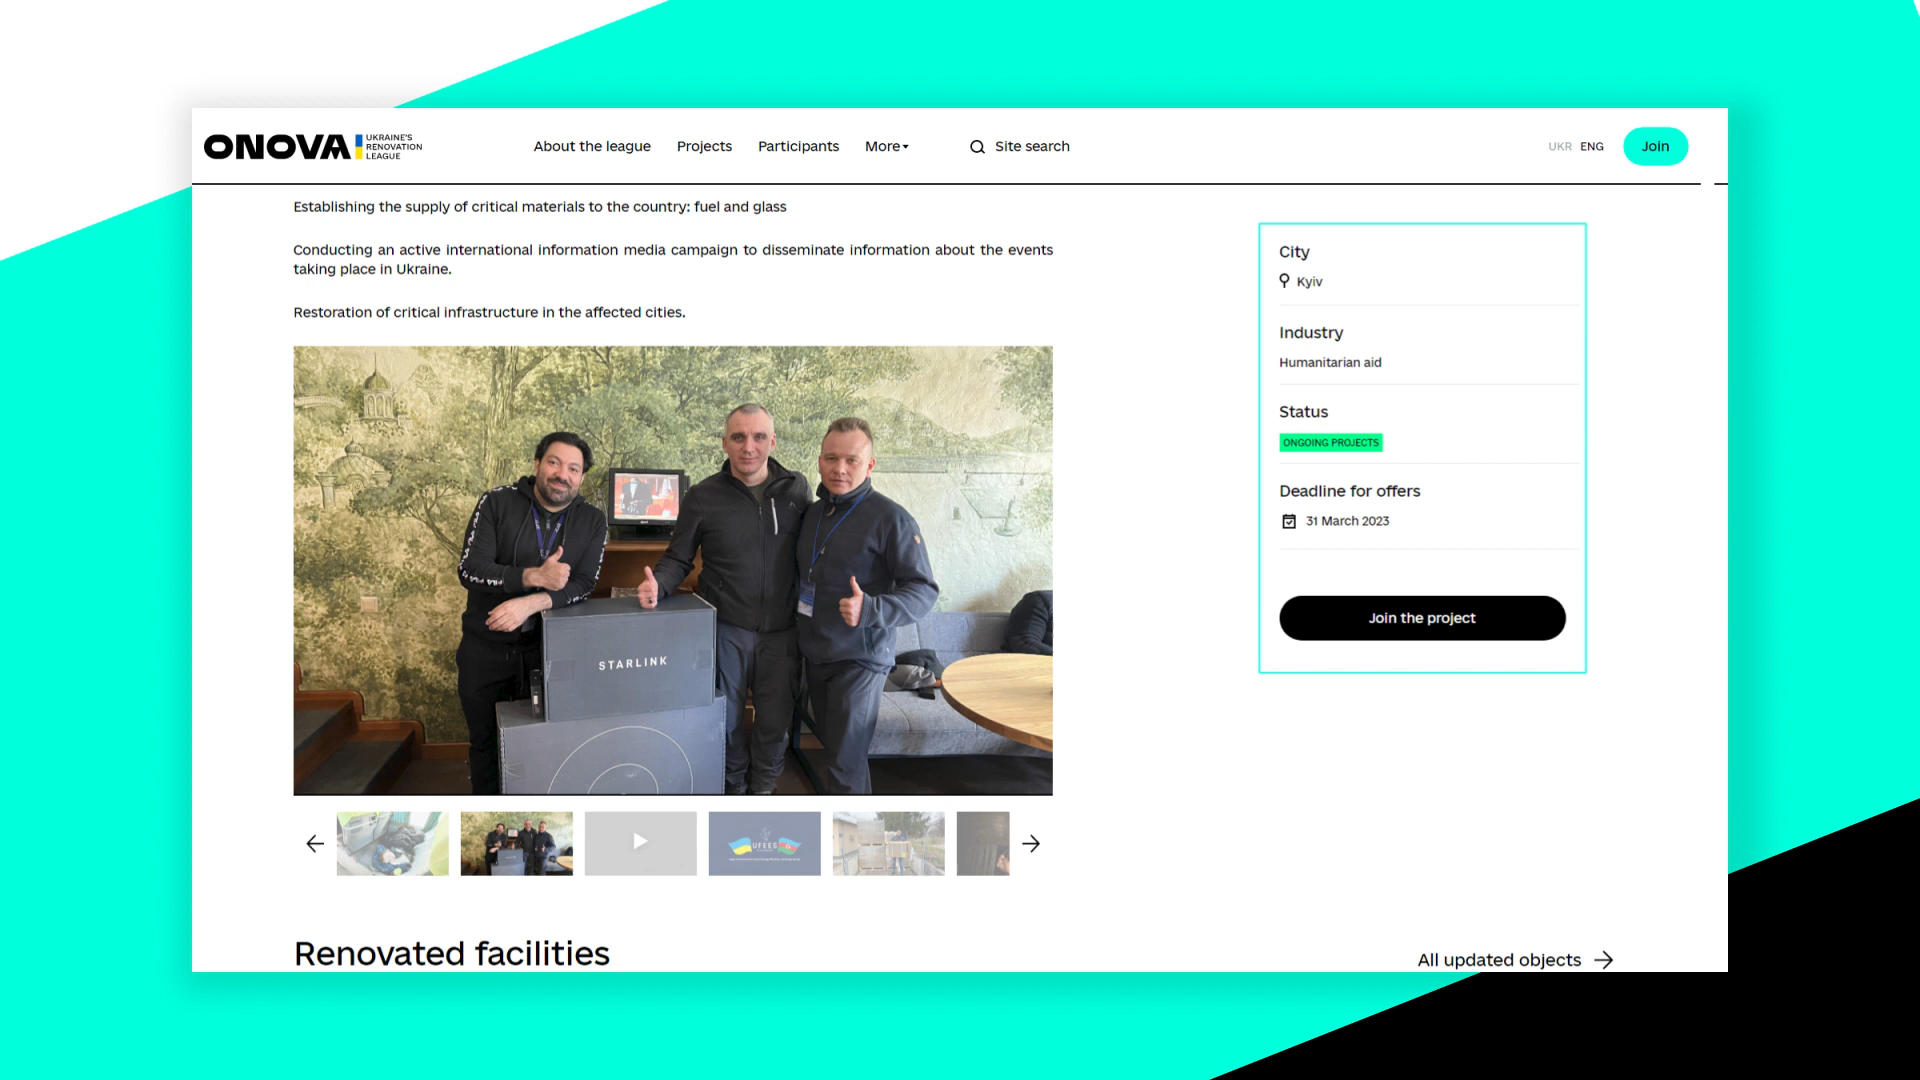 ONOVA
UKRAINE'S
RENOVATION
LEAGUE
About the league
Projects
Participants
More
Site search
UKR ENG
Join
Establishing the supply of critical materials to the country: fuel and glass
Conducting an active international information media campaign to disseminate information about the events
taking place in Ukraine.
Restoration of critical infrastructure in the affected cities.
STARLINK
UFEES
City
Kyiv
Industry
Humanitarian aid
Status
ONGOING PROJECTS
Deadline for offers
31 March 2023
Join the project
Renovated facilities
All updated objects